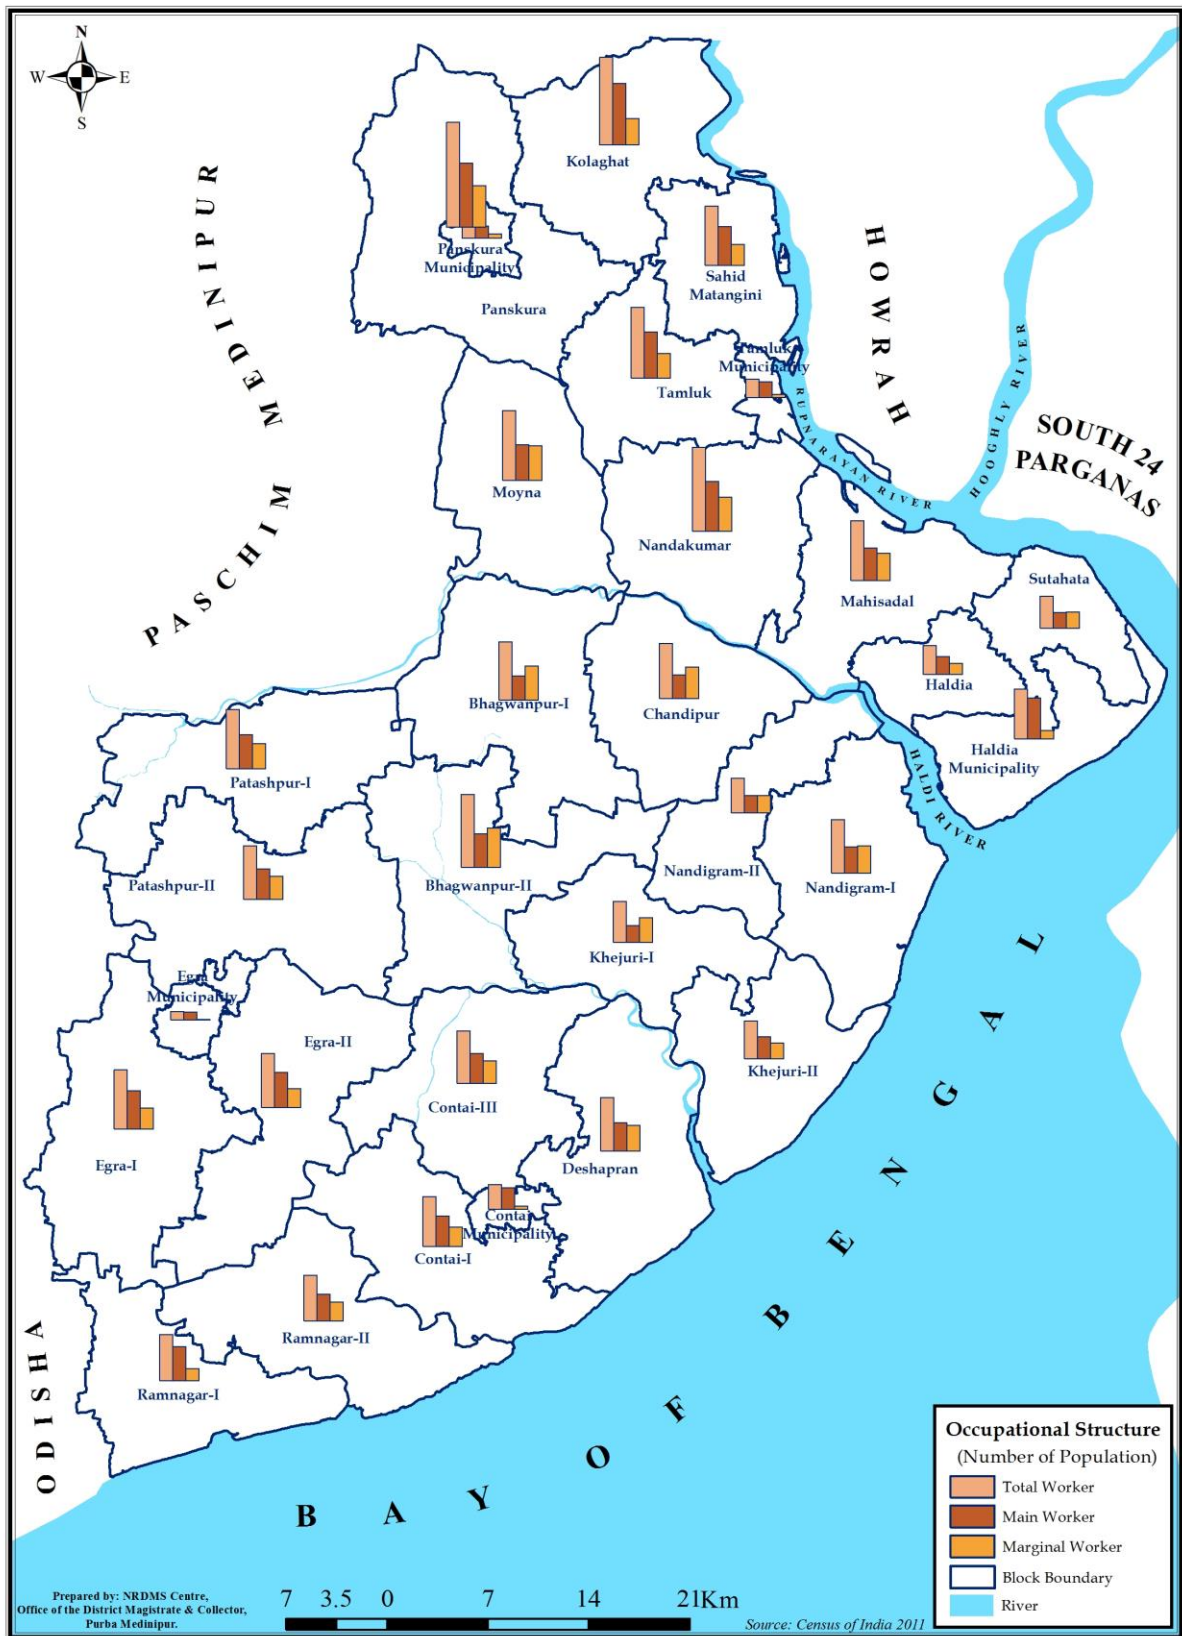 N
W
E
S
PASCHIM MEDINIPUR
HOWRAH
SOUTH 24
PARGANAS
HOOGHLY RIVER
RUPNARAYAN RIVER
HALDI RIVER
Kolaghat
Panskura
Municipality
Panskura
Sahid
Matangini
Tamluk
Municipality
Tamluk
Moyna
Nandakumar
Mahisadal
Sutahata
Haldia
Haldia
Municipality
Bhagwanpur-I
Chandipur
Patashpur-I
Patashpur-II
Bhagwanpur-II
Nandigram-II
Nandigram-I
Khejuri-I
Egra
Municipality
Egra-II
Khejuri-II
Contai-III
Egra-I
Deshapran
Contai
Municipality
Contai-I
Ramnagar-II
Ramnagar-I
ODISHA
BAY OF BENGAL
Occupational Structure
(Number of Population)
Total Worker
Main Worker
Marginal Worker
Block Boundary
River
Prepared by: NRDMS Centre,
Office of the District Magistrate & Collector,
Purba Medinipur.
7 3.5 0 7 14 21Km
Source: Census of India 2011